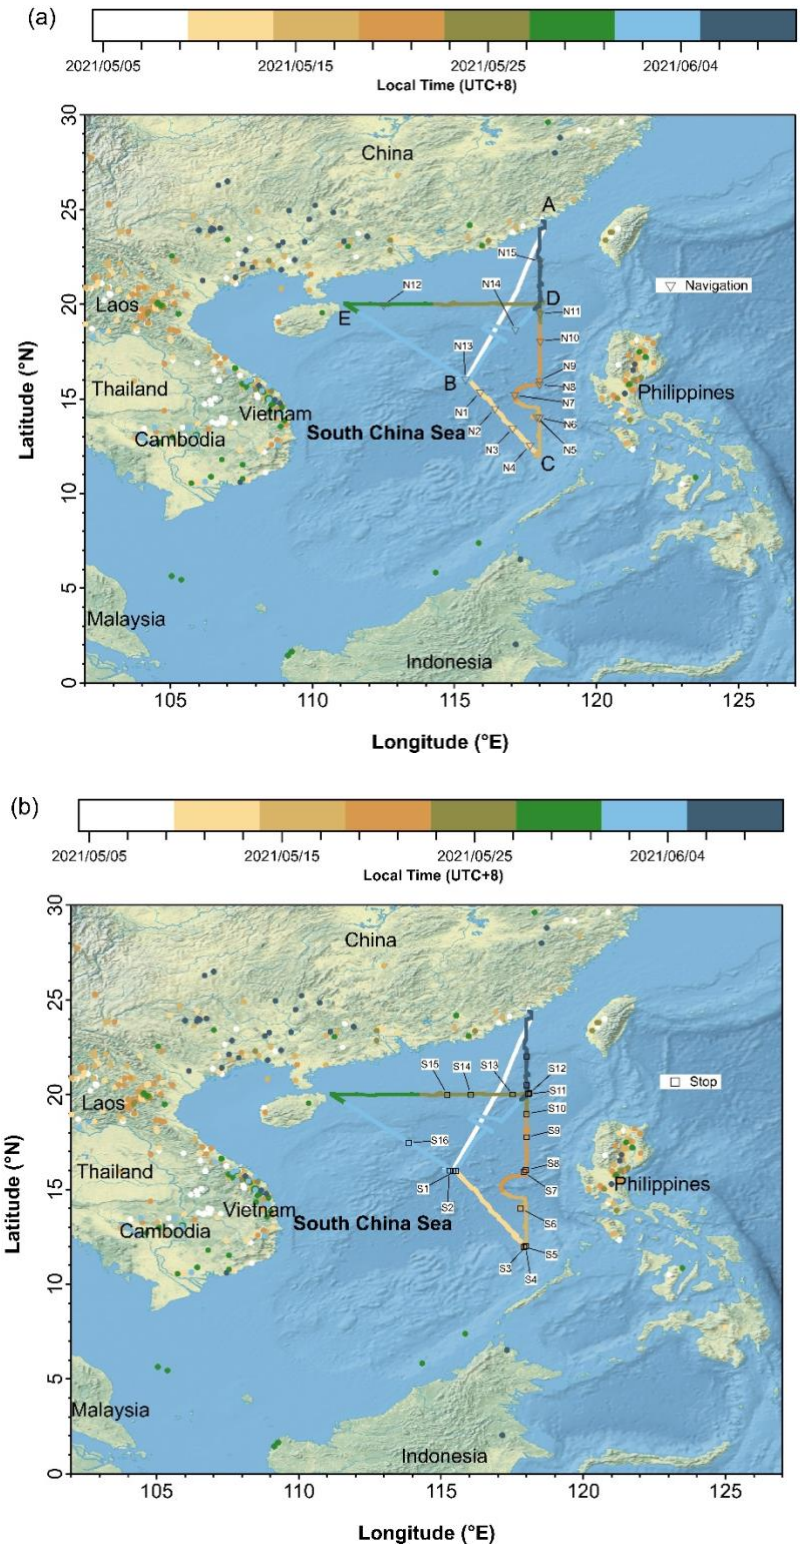 (a)
2021/05/05 2021/05/15 2021/05/25 2021/06/04
Local Time (UTC+8)
30
China
25
A
N15
N12
N14
Navigation
Laos
20
D
E
N11
N10
N13
B
N9
N8
Thailand
15
N1
N7
Philippines
Vietnam
N2
N6
Cambodia
South China Sea
N3
N5
N4
C
10
5
Malaysia
Indonesia
0
105 110 115 120 125
Latitude (°N)
Longitude (°E)
(b)
2021/05/05 2021/05/15 2021/05/25 2021/06/04
Local Time (UTC+8)
30
China
25
S15 S14 S13
S12
Stop
Laos
20
S11
S10
S16
S9
Thailand
15
S8
S1
S7
Philippines
S2
Vietnam
S6
Cambodia
South China Sea
S3
S5
S4
10
5
Malaysia
Indonesia
0
105 110 115 120 125
Latitude (°N)
Longitude (°E)